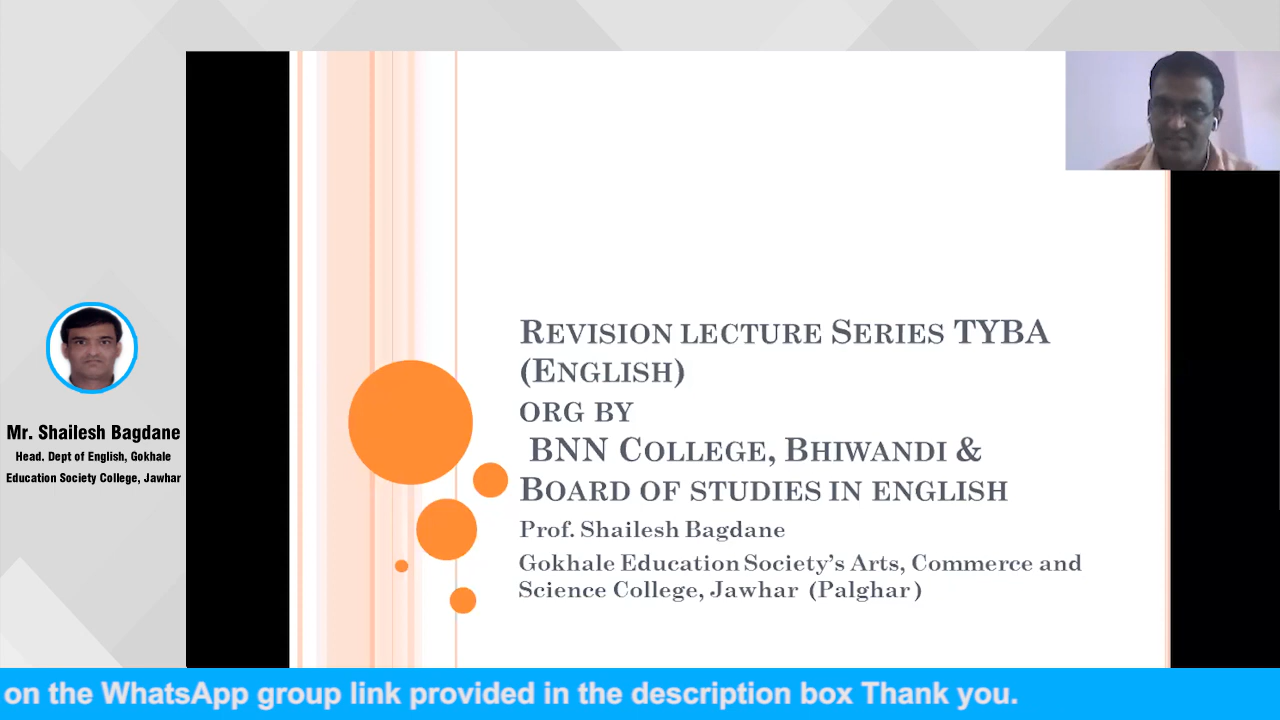 REVISION LECTURE SERIES TYBA
(ENGLISH)
ORG BY
BNN COLLEGE, BHIWANDI &
BOARD OF STUDIES IN ENGLISH
Prof. Shailesh Bagdane
Gokhale Education Society's Arts, Commerce and
Science College, Jawhar (Palghar)
Mr. Shailesh Bagdane
Head. Dept of English, Gokhale
Education Society College, Jawhar
on the WhatsApp group link provided in the description box Thank you.